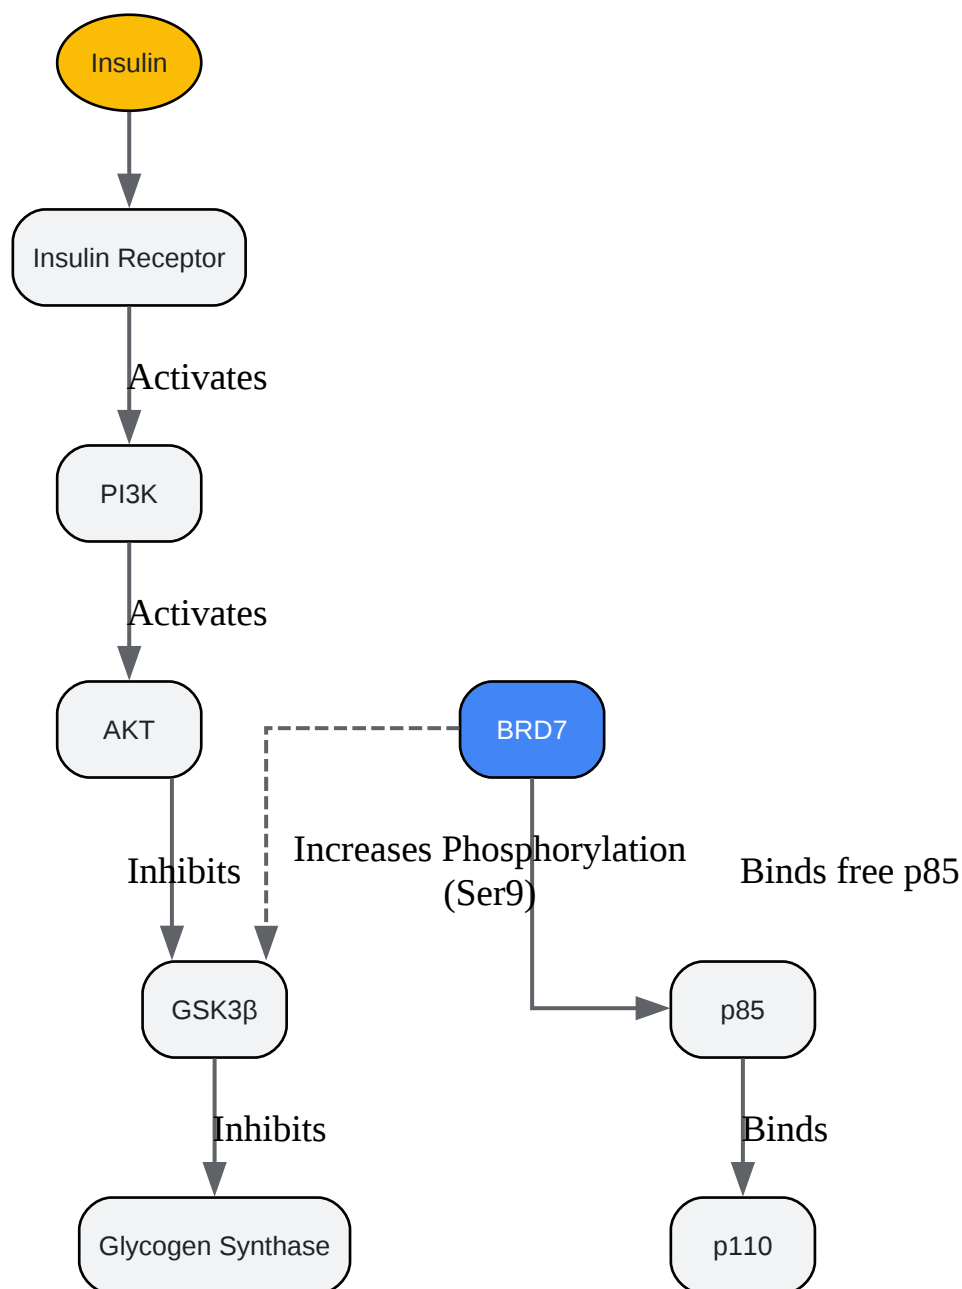 Insulin
Insulin Receptor
Activates
PI3K
Activates
AKT
BRD7
Inhibits
Increases Phosphorylation
(Ser9)
Binds free p85
GSK3β
p85
Inhibits
Binds
Glycogen Synthase
p110